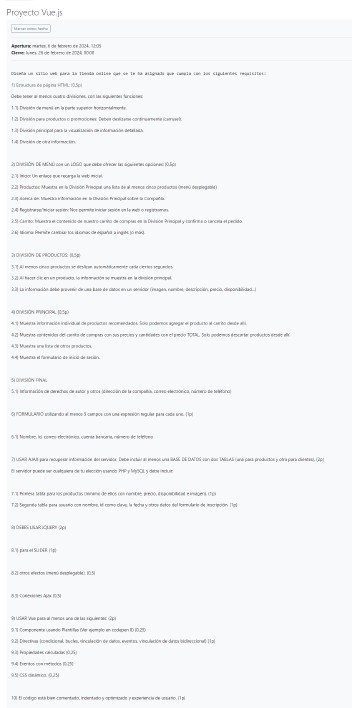 Proyecto Vue.js
Marcar como hecha
Apertura: martes, 6 de febrero de 2024, 12:05
Cierre: lunes, 26 de febrero de 2024, 00:00
Diseña un sitio web para la tienda online que se te ha asignado que cumpla con los siguientes requisitos:
1) Estructura de página HTML: (0.5p)
Debe tener al menos cuatro divisiones, con las siguientes funciones:
1.1) División de menú en la parte superior horizontalmente.
1.2) División para productos o promociones: Deben deslizarse continuamente (carrusel).
1.3) División principal para la visualización de información detallada.
1.4) División de otra información.
2) DIVISIÓN DE MENÚ con un LOGO que debe ofrecer las siguientes opciones: (0.5p)
2.1) Inicio: Un enlace que recarga la web inicial.
2.2) Productos: Muestra en la División Principal una lista de al menos cinco productos (menú desplegable)
2.3) Acerca de: Muestra información en la División Principal sobre la Compañía.
2.4) Registrarse/Iniciar sesión: Nos permite iniciar sesión en la web o registrarnos.
2.5) Carrito: Muestra el contenido de nuestro carrito de compras en la División Principal y confirma o cancela el pedido.
2.6) Idioma: Permite cambiar los idiomas de español a inglés (o más).
3) DIVISIÓN DE PRODUCTOS: (0.5p)
3.1) Al menos cinco productos se deslizan automáticamente cada ciertos segundos.
3.2) Al hacer clic en un producto, la información se muestra en la división principal.
3.3) La información debe provenir de una base de datos en un servidor (imagen, nombre, descripción, precio, disponibilidad...)
4) DIVISIÓN PRINCIPAL (0.5p)
4.1) Muestra información individual de productos recomendados. Solo podemos agregar el producto al carrito desde allí.
4.2) Muestra contenidos del carrito de compras con sus precios y cantidades con el precio TOTAL. Solo podemos descartar productos desde allí.
4.3) Muestra una lista de otros productos.
4.4) Muestra el formulario de inicio de sesión.
5) DIVISIÓN FINAL
5.1) Información de derechos de autor y otros (dirección de la compañía, correo electrónico, número de teléfono)
6) FORMULARIO utilizando al menos 5 campos con una expresión regular para cada uno. (1p)
6.1) Nombre, id, correo electrónico, cuenta bancaria, número de teléfono
7) USAR AJAX para recuperar información del servidor. Debe incluir al menos una BASE DE DATOS con dos TABLAS (una para productos y otra para clientes). (2p)
El servidor puede ser cualquiera de tu elección usando PHP y MySQL y debe incluir:
7.1) Primera tabla para los productos (mínimo de ellos con nombre, precio, disponibilidad e imagen). (1p)
7.2) Segunda tabla para usuario con nombre, id como clave, la fecha y otros datos del formulario de inscripción. (1p)
8) DEBES USAR JQUERY: (2p)
8.1) para el SLIDER. (1p)
8.2) otros efectos (menú desplegable). (0.5)
8.3) Conexiones Ajax (0.5)
9) USAR Vue para al menos una de las siguientes: (2p)
9.1) Componente usando Plantillas (Ver ejemplo en codepen 8) (0,25)
9.2) Directivas (condicional, bucles, vinculación de datos, eventos, vinculación de datos bidireccional) (1p)
9.3) Propiedades calculadas (0,25)
9.4) Eventos con métodos (0,25)
9.5) CSS dinámico. (0,25)
10) El código está bien comentado, indentado y optimizado y experiencia de usuario. (1p)